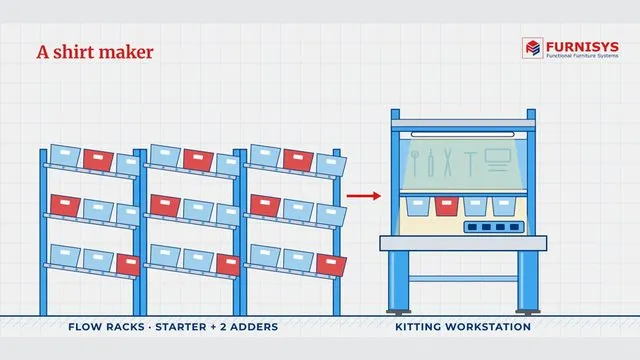 A shirt maker
FURNISYS
Functional Furniture Systems
FLOW RACKS · STARTER + 2 ADDERS
KITTING WORKSTATION